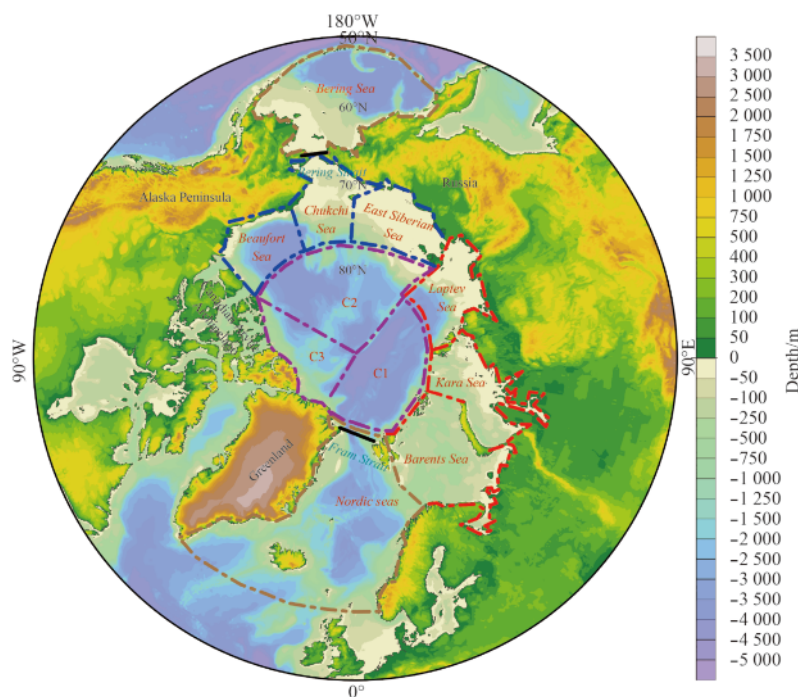 180°W
50°N
Bering Sea
60°N
Bering Strait
70°N
Russia
Alaska Peninsula
Chukchi
Sea
East Siberian
Sea
Beaufort
Sea
80°N
Laptev
Sea
C2
C3
C1
90°W
90°E
Kara Sea
Greenland
Fram Strait
Barenis Sea
Nordic seas
0°
3 500
3 000
2 500
2 000
1 750
1 500
1 250
1 000
750
500
400
300
200
100
50
0
-50
-100
-250
-500
-750
-1 000
-1 250
-1 500
-2 000
-2 500
-3 000
-3 500
-4 000
-4 500
-5 000
Depth/m